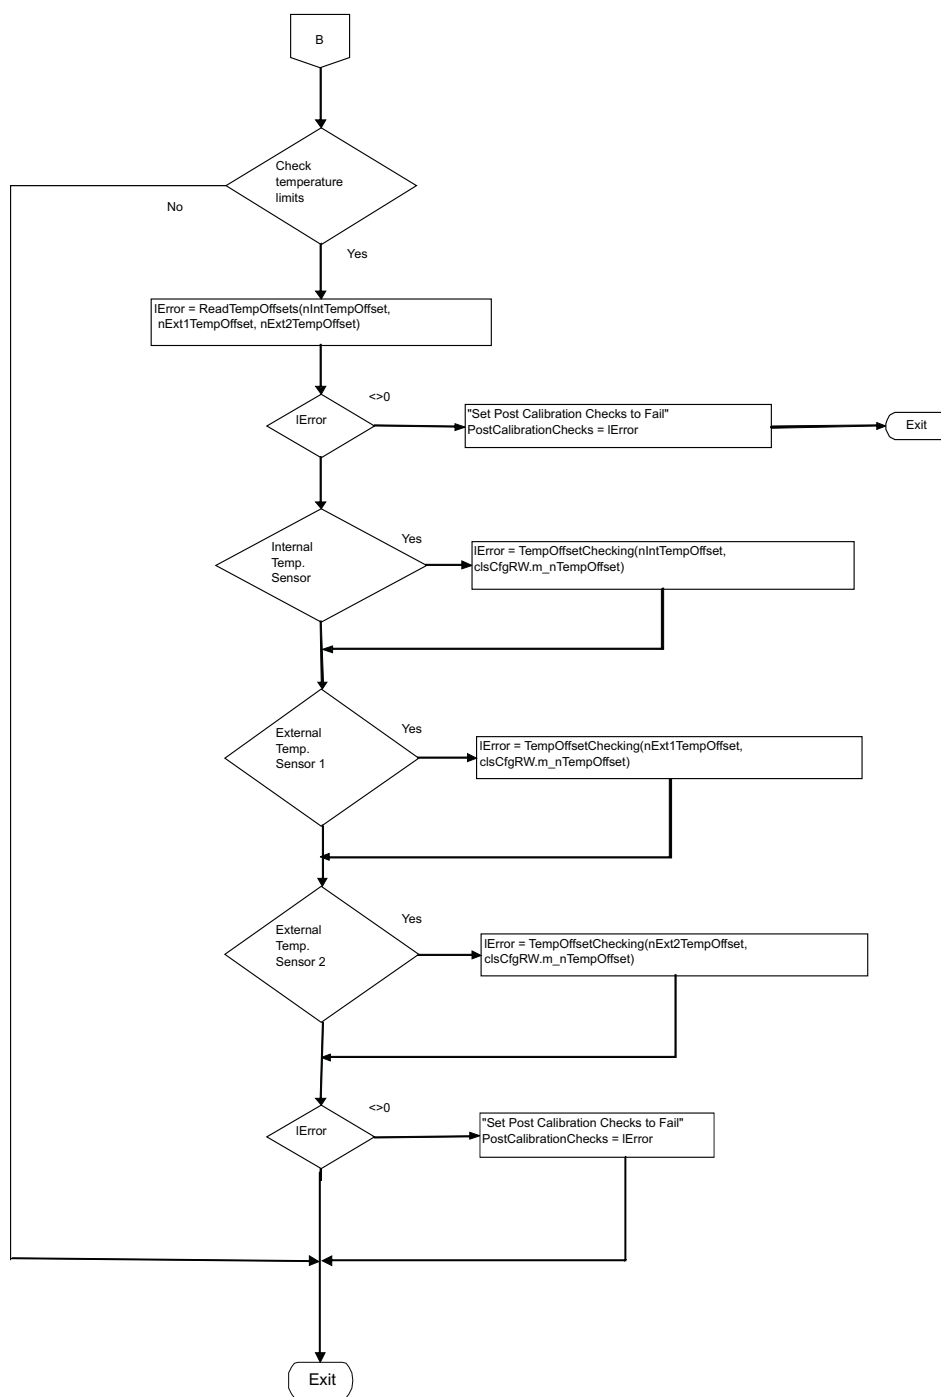 B
Check
temperature
limits
No
Yes
lError = ReadTempOffsets(nIntTempOffset,
nExt1TempOffset, nExt2TempOffset)
<>0
lError
"Set Post Calibration Checks to Fail"
PostCalibrationChecks = lError
Exit
Internal
Temp.
Sensor
Yes
lError = TempOffsetChecking(nIntTempOffset,
clsCfgRW.m_nTempOffset)
External
Temp.
Sensor 1
Yes
lError = TempOffsetChecking(nExt1TempOffset,
clsCfgRW.m_nTempOffset)
External
Temp.
Sensor 2
Yes
lError = TempOffsetChecking(nExt2TempOffset,
clsCfgRW.m_nTempOffset)
<>0
lError
"Set Post Calibration Checks to Fail"
PostCalibrationChecks = lError
Exit